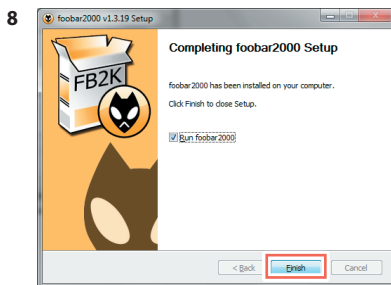 8
foobar2000 v1.3.19 Setup
Completing foobar2000 Setup
FB2K
foobar2000 has been installed on your computer.
Click Finish to close Setup.
Run foobar2000
< Back
Finish
Cancel